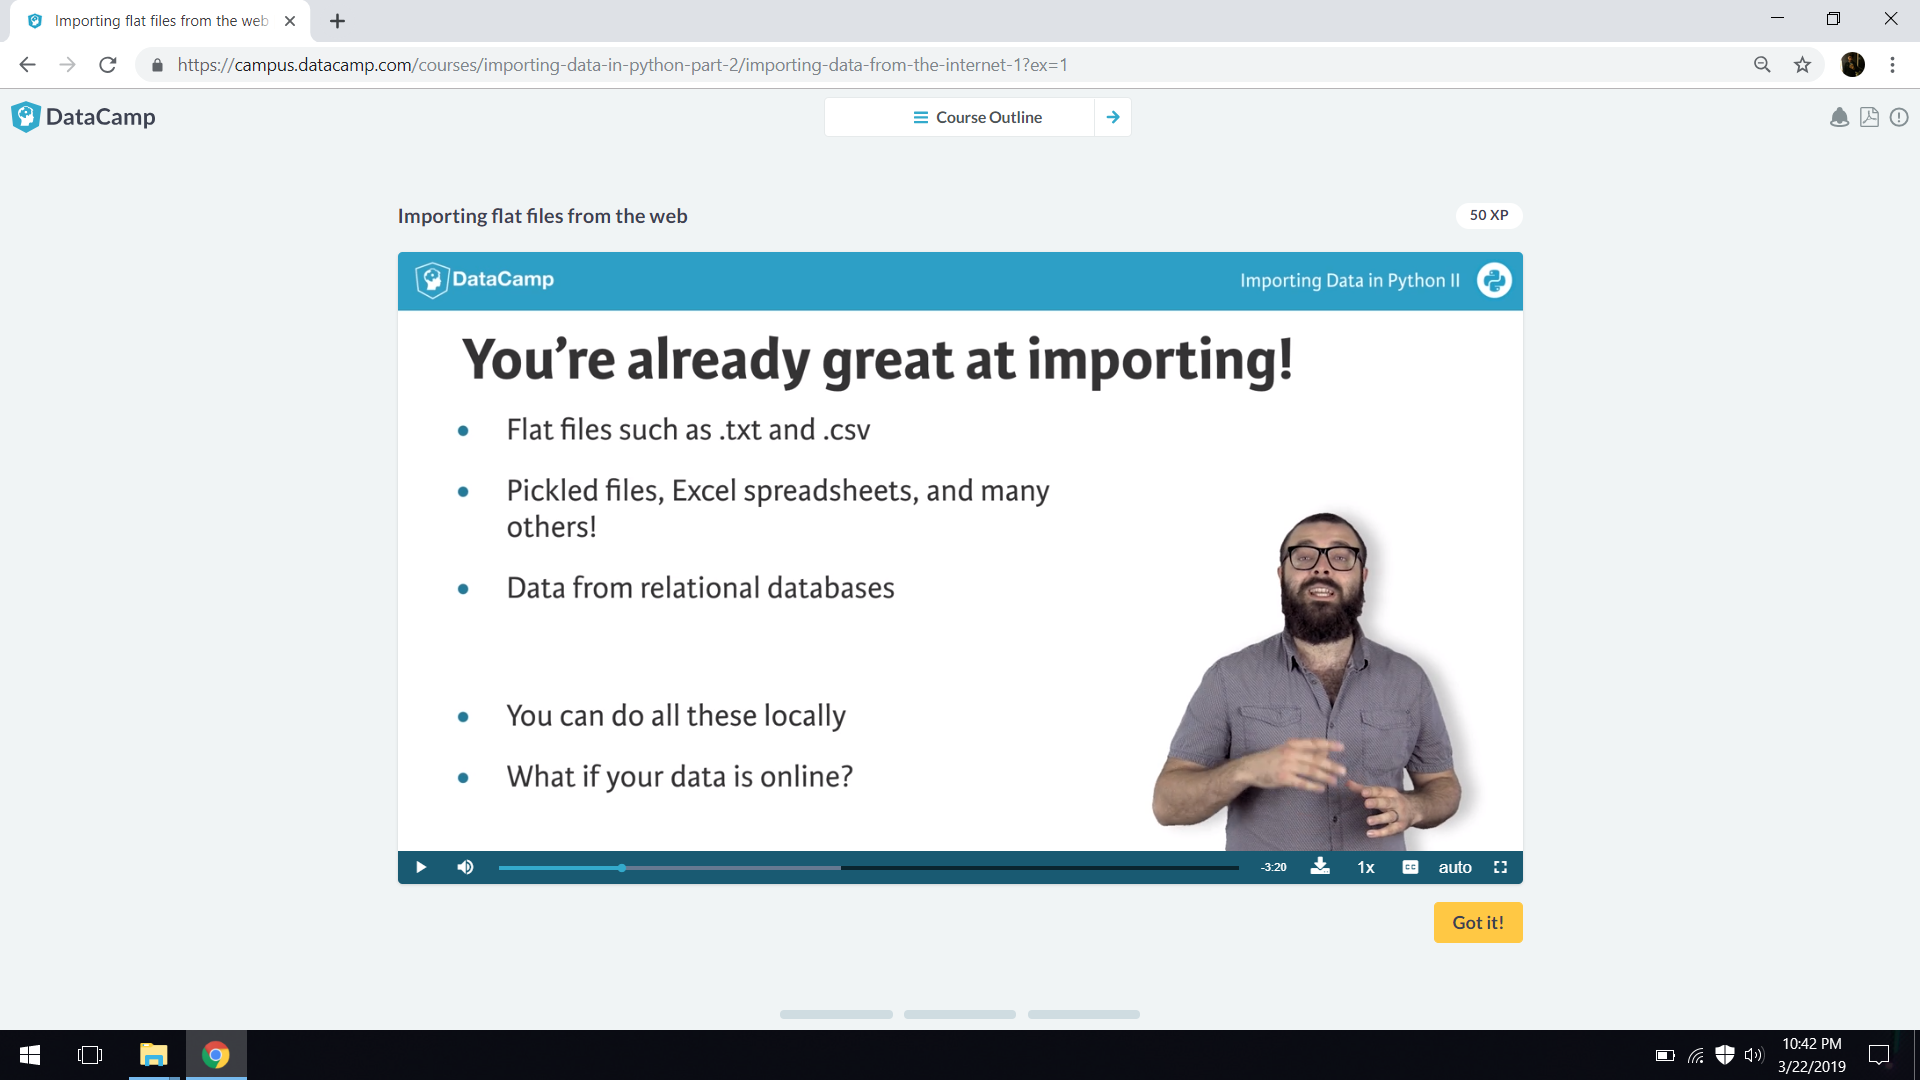 Importing flat files from the web
https://campus.datacamp.com/courses/importing-data-in-python-part-2/importing-data-from-the-internet-1?ex=1
DataCamp
Course Outline
Importing flat files from the web
50 XP
DataCamp
Importing Data in Python II
You're already great at importing!
Flat files such as .txt and .csv
Pickled files, Excel spreadsheets, and many
others!
Data from relational databases
You can do all these locally
What if your data is online?
-3:20
1x
CC
auto
Got it!
10:42 PM
3/22/2019